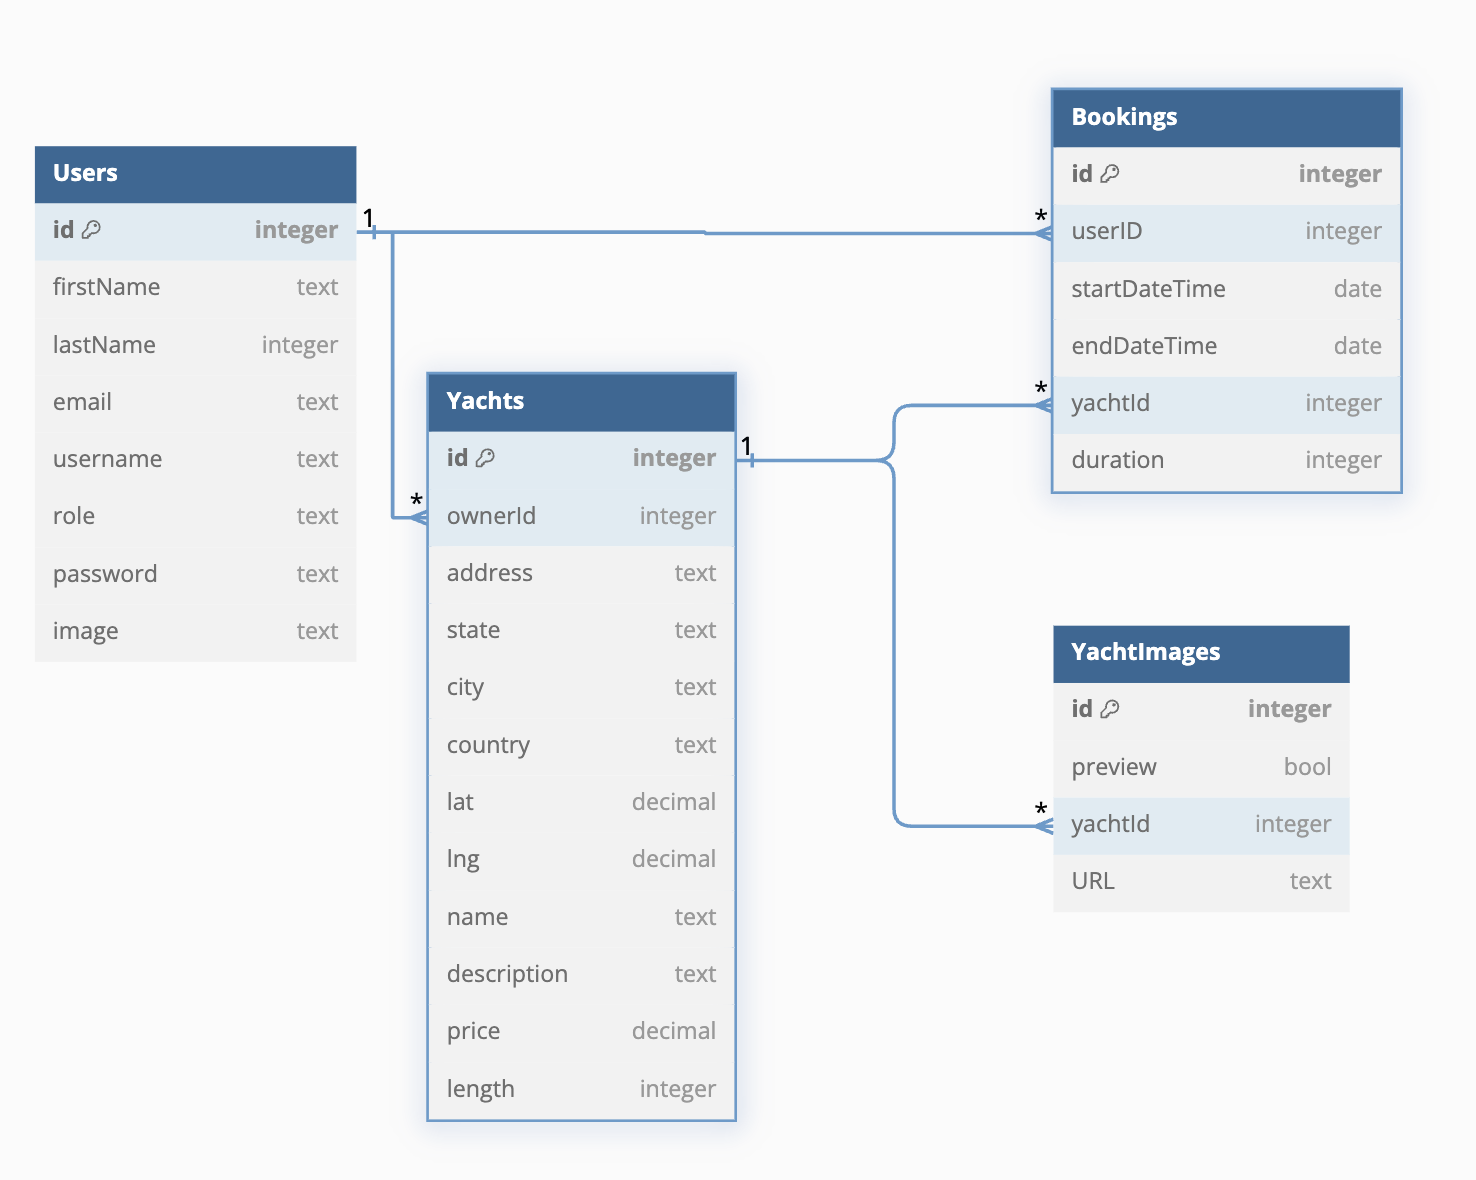 Users
id integer
firstName text
lastName integer
email text
username text
role text
password text
image text
1
*
Yachts
id integer
ownerId integer
address text
state text
city text
country text
lat decimal
lng decimal
name text
description text
price decimal
length integer
1
*
Bookings
id integer
userID integer
startDateTime date
endDateTime date
*
yachtId integer
duration integer
YachtImages
id integer
preview bool
*
yachtId integer
URL text